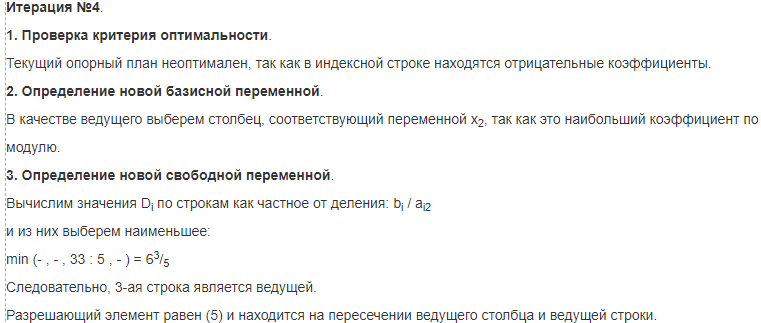 Итерация №4.
1. Проверка критерия оптимальности.
Текущий опорный план неоптимален, так как в индексной строке находятся отрицательные коэффициенты.
2. Определение новой базисной переменной.
В качестве ведущего выберем столбец, соответствующий переменной x₂, так как это наибольший коэффициент по
модулю.
3. Определение новой свободной переменной.
Вычислим значения Dᵢ по строкам как частное от деления: bᵢ / aᵢ₂
и из них выберем наименьшее:
min (- , - , 33 : 5 , - ) = 6³/₅
Следовательно, 3-ая строка является ведущей.
Разрешающий элемент равен (5) и находится на пересечении ведущего столбца и ведущей строки.